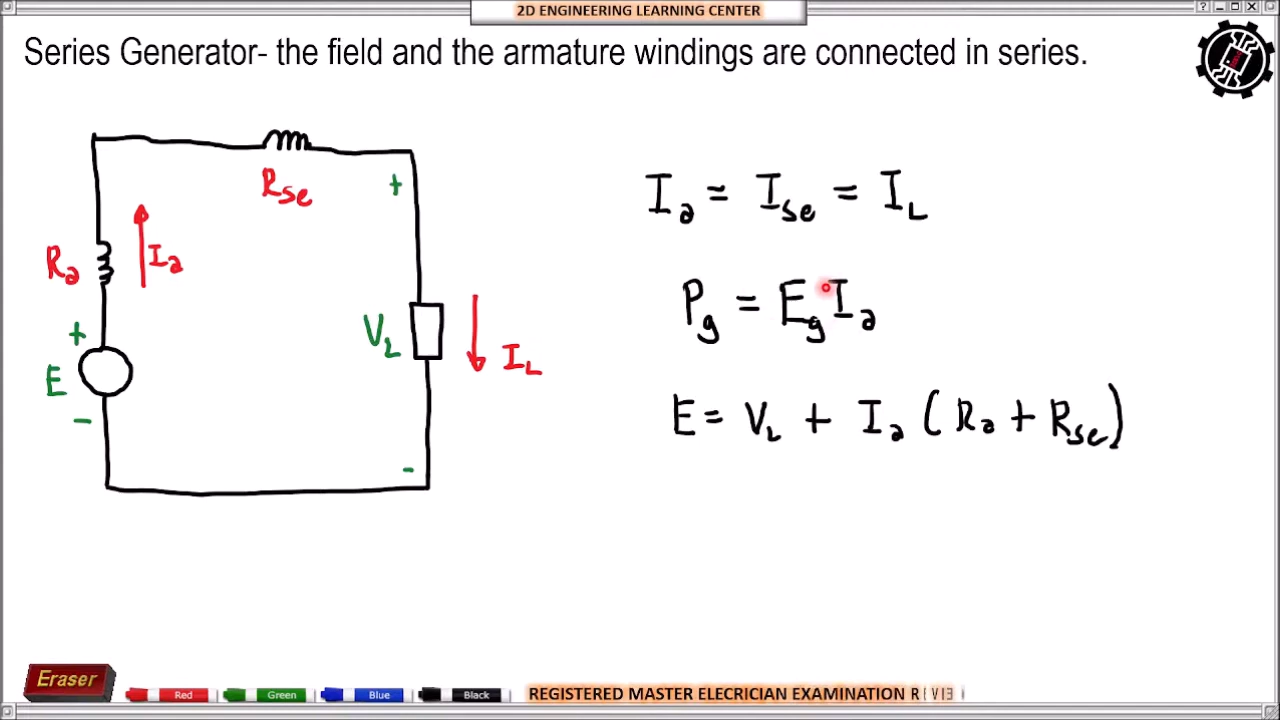 2D ENGINEERING LEARNING CENTER
Series Generator- the field and the armature windings are connected in series.
Rse
+
Ra
Ia
+
E
-
VL
IL
-
Ia = Ise = IL
Pg = EgIa
E = VL + Ia (Ra + Rse)
Eraser
Red
Green
Blue
Black
REGISTERED MASTER ELECRICIAN EXAMINATION